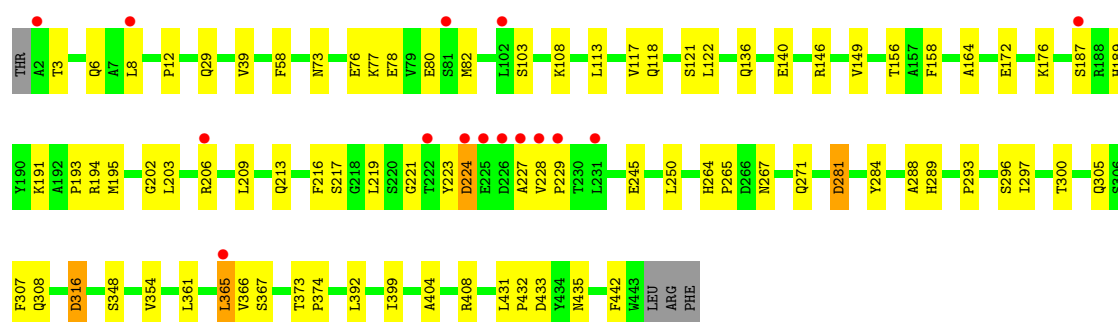 THR A2 T3 Q6 A7 L8 P12 Q29 V39 F58 N73 E76 K77 E78 V79 E80 S81 M82 L102 S103 K108 L113 V117 Q118 S121 L122 Q136 E140 R146 V149 T156 A157 F158 A164 E172 K176 S187 R188 H189
Y190 K191 A192 P193 R194 M195 G202 L203 R206 L209 Q213 F216 S217 G218 L219 S220 G221 T222 Y223 D224 E225 D226 A227 V228 P229 T230 L231 E245 L250 H264 P265 D266 N267 Q271 D281 Y284 A288 H289 P293 S296 I297 T300 Q305
F307 Q308 D316 S348 V354 L361 L365 V366 S367 T373 P374 L392 I399 A404 R408 L431 P432 D433 Y434 N435 F442 W443 LEU ARG PHE